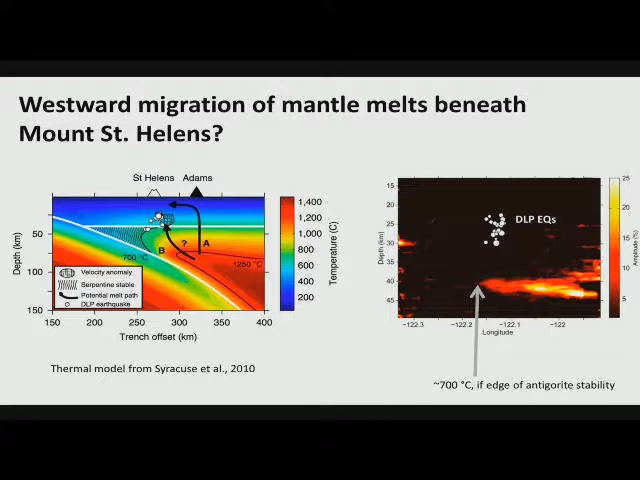 Westward migration of mantle melts beneath
Mount St. Helens?
St Helens Adams
50
100
150
Depth (km)
150 200 250 300 350 400
Trench offset (km)
? A
B
700 °C
1250 °C
Velocity anomaly
Serpentine stable
Potential melt path
DLP earthquake
1,400
1,200
1,000
800
600
400
200
Temperature (C)
Thermal model from Syracuse et al., 2010
15
20
25
30
35
40
45
Depth (km)
DLP EQs
−122.3 −122.2 −122.1 −122
Longitude
25
20
15
10
5
Amplitude (%)
~700 °C, if edge of antigorite stability